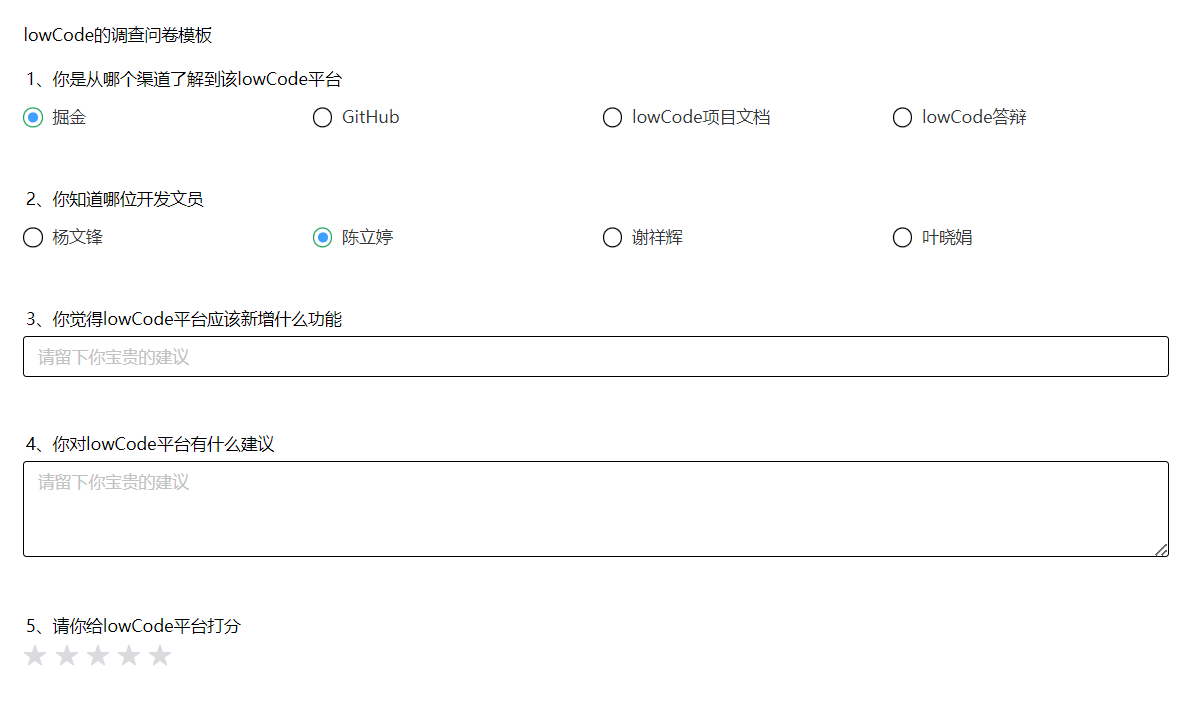 lowCode的调查问卷模板
1、你是从哪个渠道了解到该lowCode平台
掘金 GitHub lowCode项目文档 lowCode答辩
2、你知道哪位开发文员
杨文锋 陈立婷 谢祥辉 叶晓娟
3、你觉得lowCode平台应该新增什么功能
请留下你宝贵的建议
4、你对lowCode平台有什么建议
请留下你宝贵的建议
5、请你给lowCode平台打分